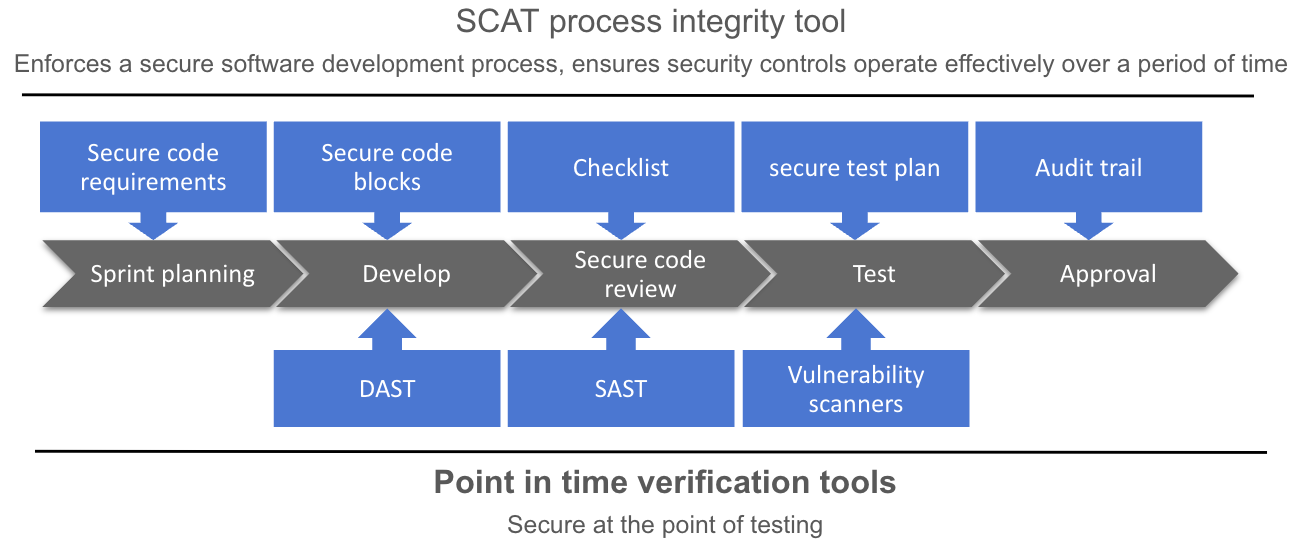 SCAT process integrity tool
Enforces a secure software development process, ensures security controls operate effectively over a period of time
Secure code
requirements
Secure code
blocks
Checklist
secure test plan
Audit trail
Sprint planning
Develop
Secure code
review
Test
Approval
DAST
SAST
Vulnerability
scanners
Point in time verification tools
Secure at the point of testing